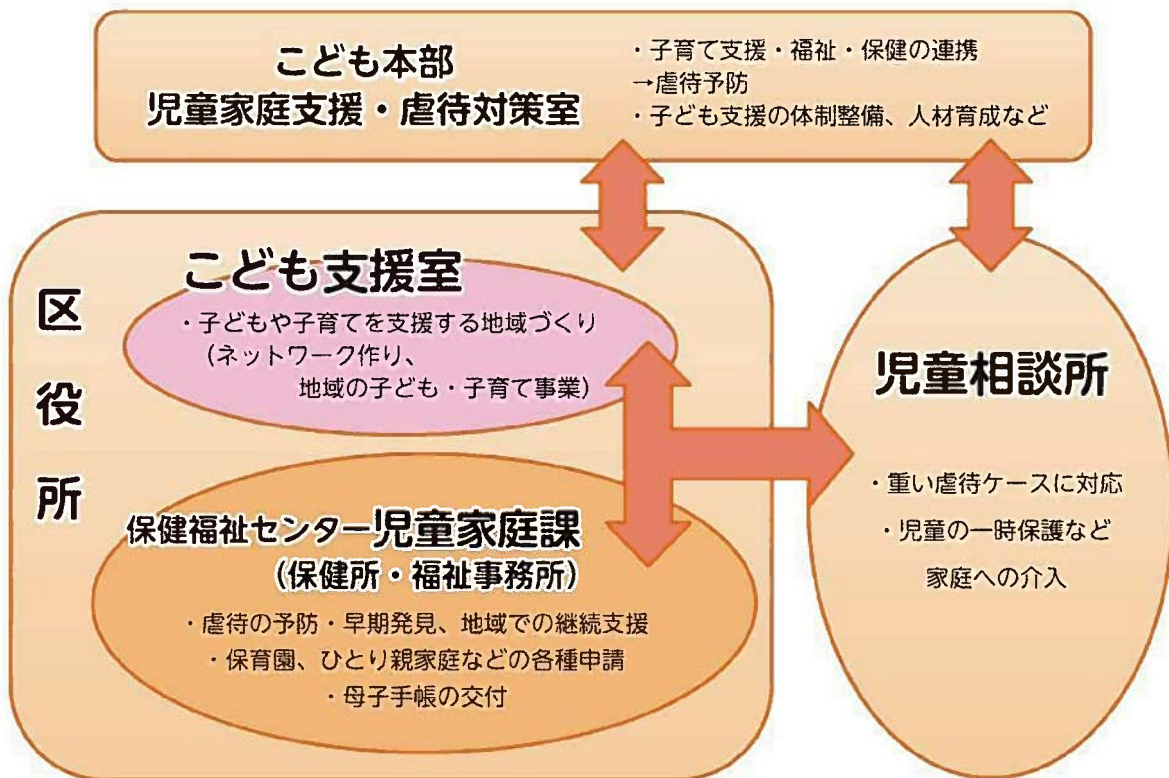 こども本部
児童家庭支援・虐待対策室
・子育て支援・福祉・保健の連携
→虐待予防
・子ども支援の体制整備、人材育成など
区役所
こども支援室
・子どもや子育てを支援する地域づくり
(ネットワーク作り、
地域の子ども・子育て事業)
保健福祉センター児童家庭課
(保健所・福祉事務所)
・虐待の予防・早期発見、地域での継続支援
・保育園、ひとり親家庭などの各種申請
・母子手帳の交付
児童相談所
・重い虐待ケースに対応
・児童の一時保護など
家庭への介入